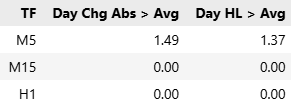 TF Day Chg Abs > Avg Day HL > Avg
M5 1.49 1.37
M15 0.00 0.00
H1 0.00 0.00